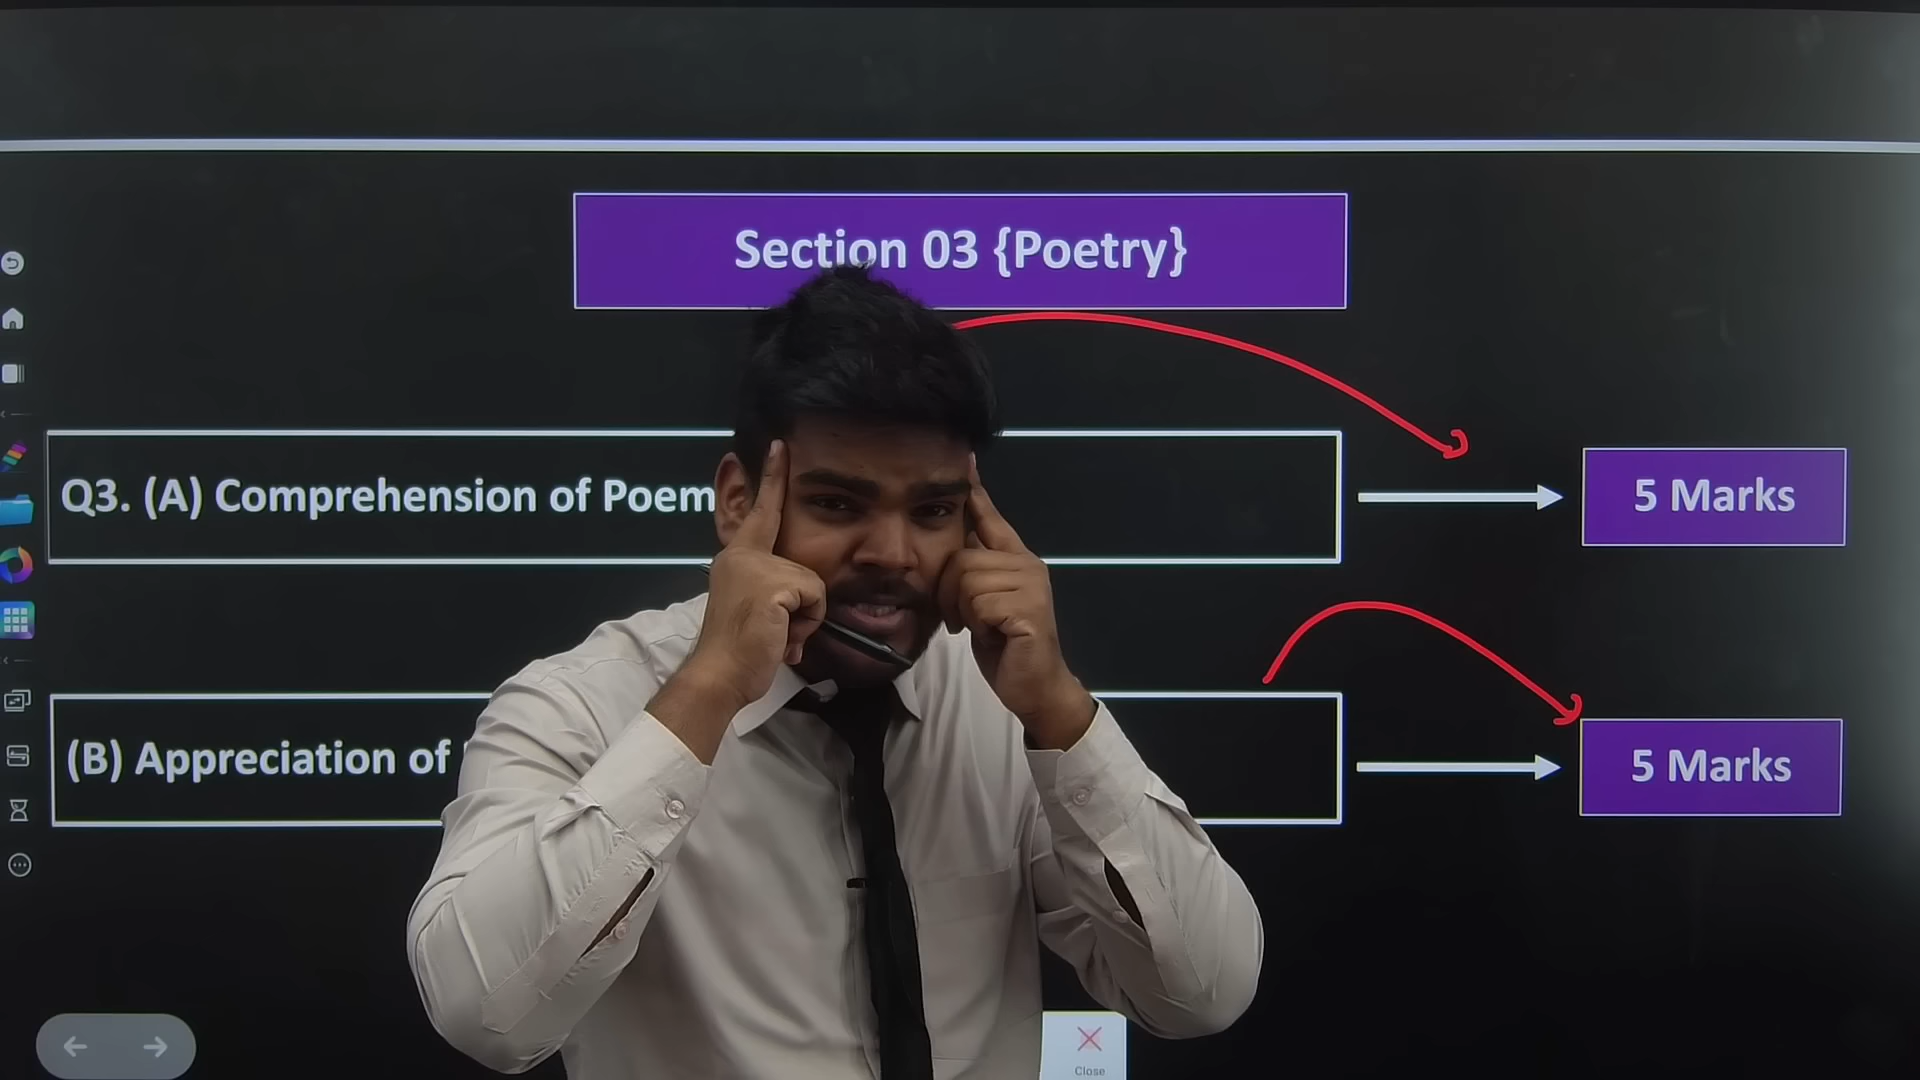 Section 03 {Poetry}
Q3. (A) Comprehension of Poem
5 Marks
(B) Appreciation of
5 Marks
Close